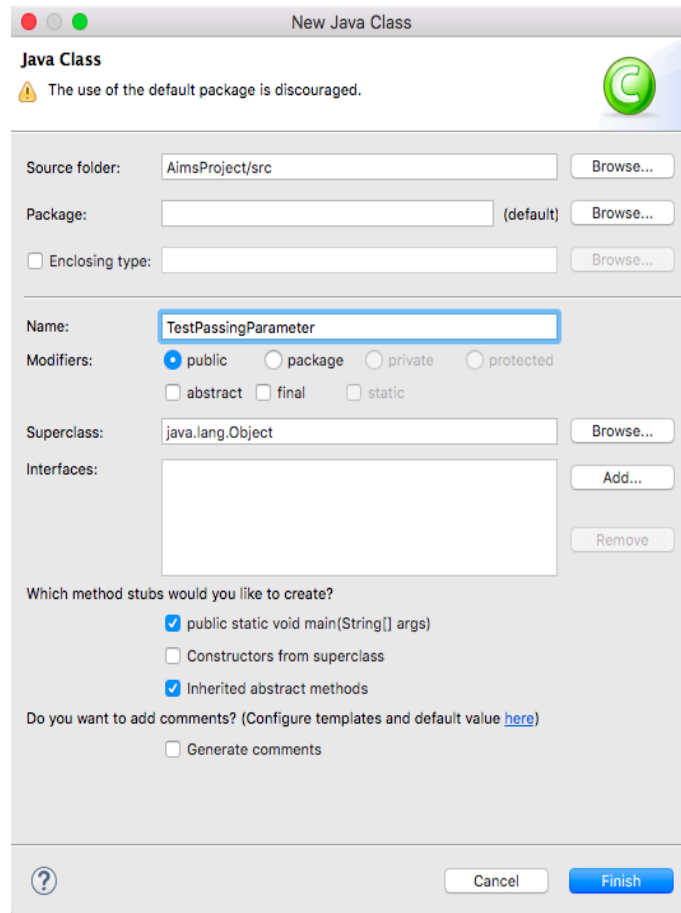 New Java Class
Java Class
The use of the default package is discouraged.
C
Source folder: AimsProject/src Browse...
Package: (default) Browse...
Enclosing type: Browse...
Name: TestPassingParameter
Modifiers: public package private protected
abstract final static
Superclass: java.lang.Object Browse...
Interfaces: Add...
Remove
Which method stubs would you like to create?
public static void main(String[] args)
Constructors from superclass
Inherited abstract methods
Do you want to add comments? (Configure templates and default value here)
Generate comments
? Cancel Finish